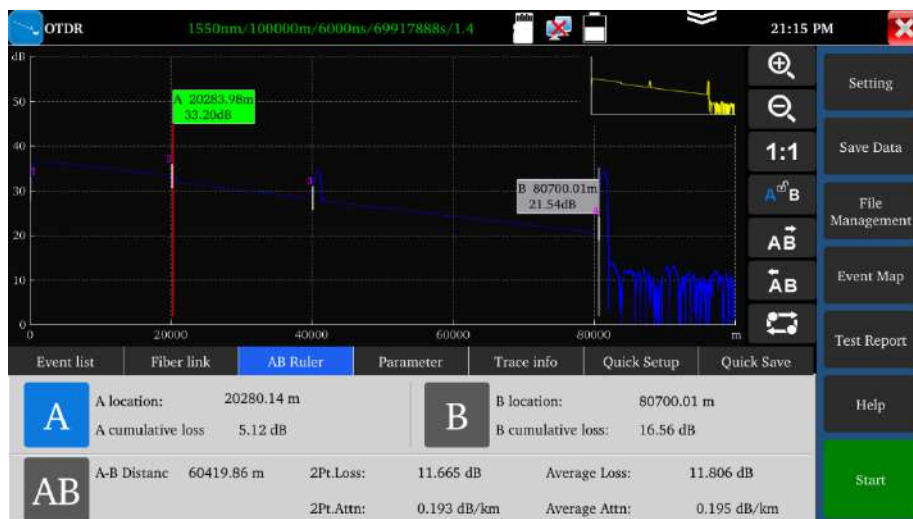 OTDR
1550nm/100000m/6000ns/69917888s/1.4
21:15 PM
dB
50
40
30
20
10
0
20000
40000
60000
80000
m
A 20283.98m
33.20dB
B 80700.01m
21.54dB
1
2
3
4
1:1
A B
AB
AB
Setting
Save Data
File
Management
Event Map
Test Report
Help
Start
Event list
Fiber link
AB Ruler
Parameter
Trace info
Quick Setup
Quick Save
A
A location: 20280.14 m
A cumulative loss 5.12 dB
B
B location: 80700.01 m
B cumulative loss: 16.56 dB
AB
A-B Distanc 60419.86 m 2Pt.Loss: 11.665 dB Average Loss: 11.806 dB
2Pt.Attn: 0.193 dB/km Average Attn: 0.195 dB/km